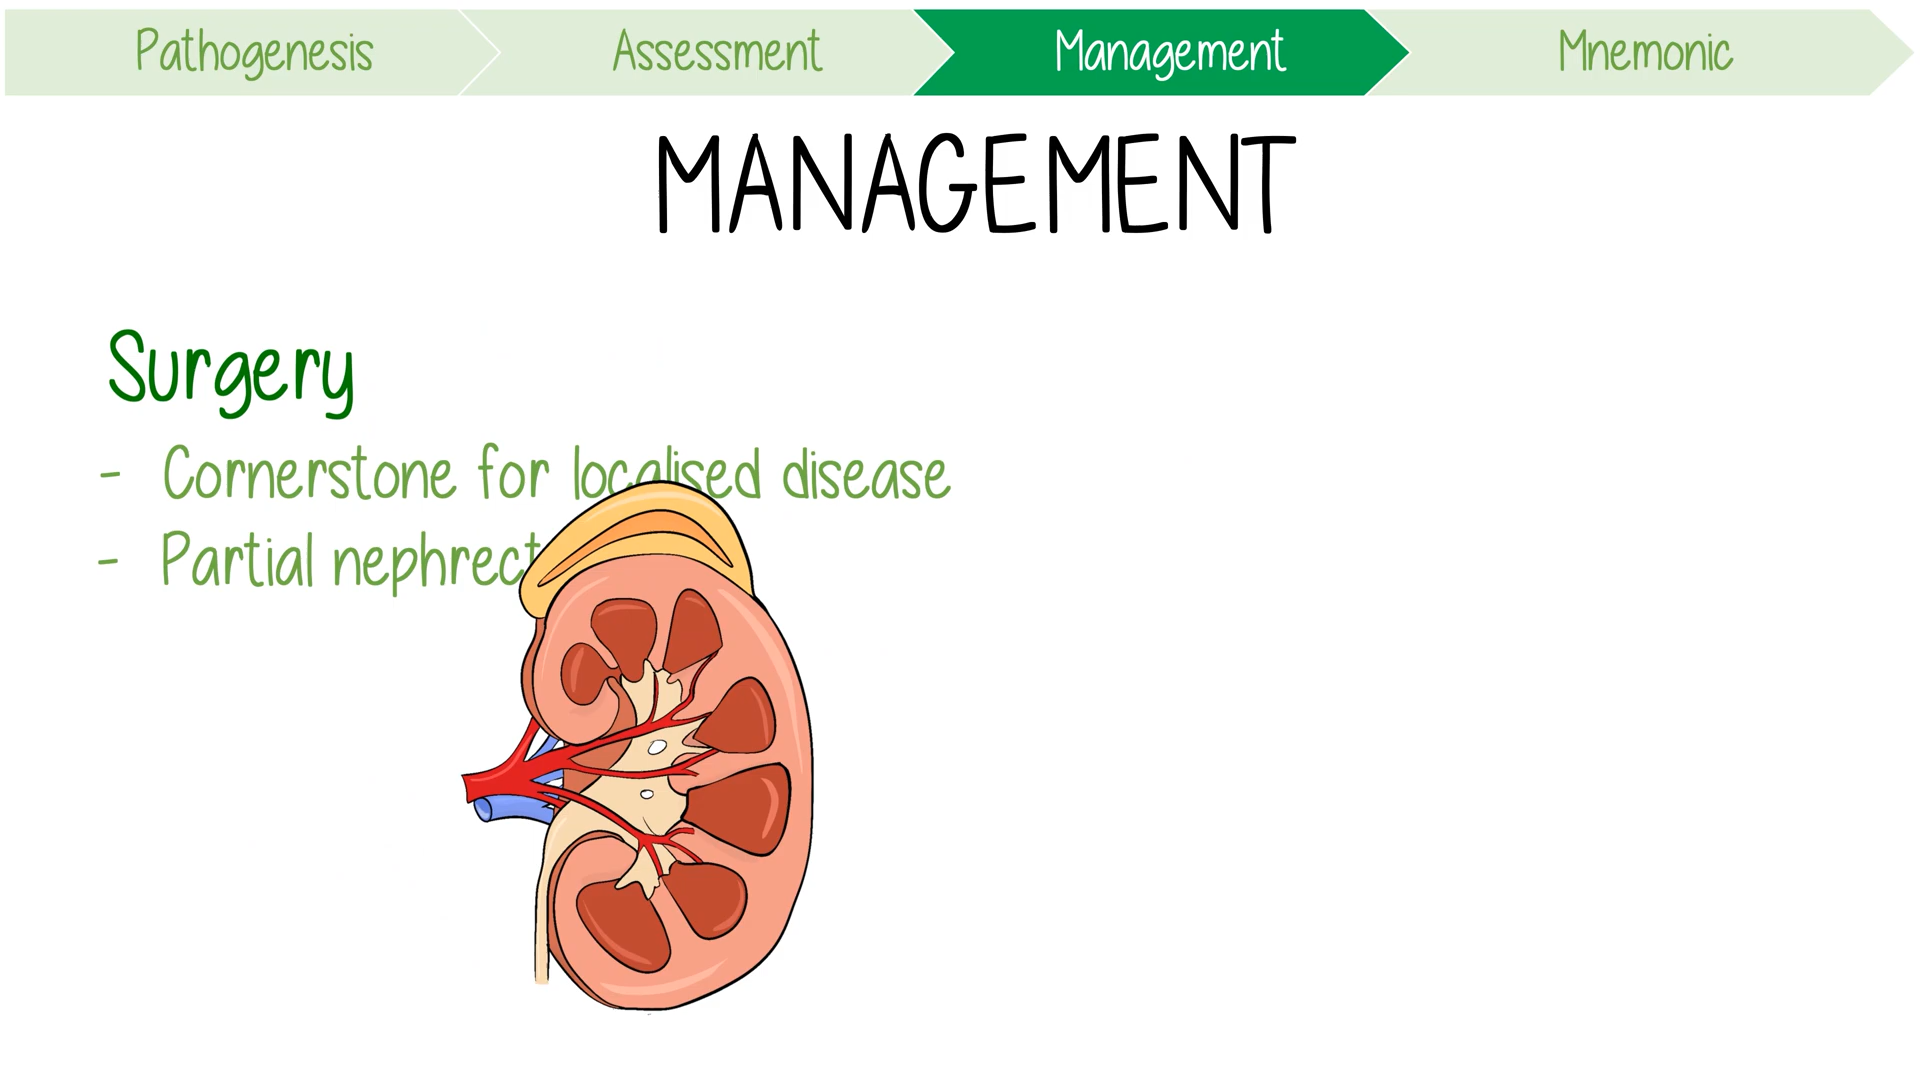 Pathogenesis
Assessment
Management
Mnemonic
MANAGEMENT
Surgery
- Cornerstone for localised disease
- Partial nephrect